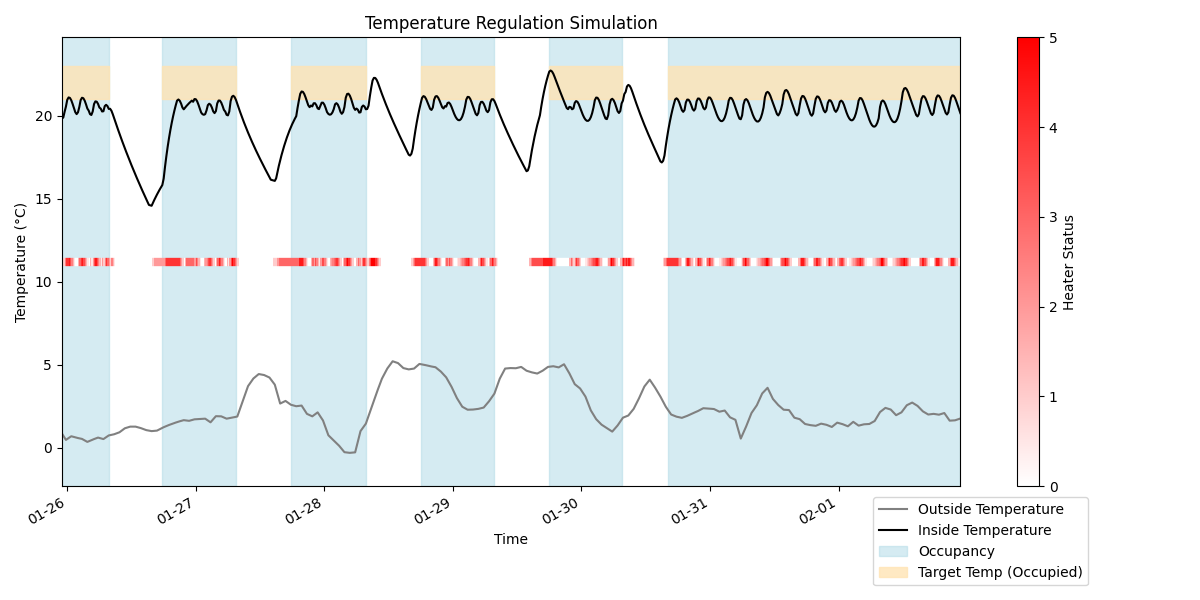 Temperature Regulation Simulation
Temperature (°C)
20
15
10
5
0
01-26
01-27
01-28
01-29
01-30
01-31
02-01
Time
5
4
3
2
1
0
Heater Status
Outside Temperature
Inside Temperature
Occupancy
Target Temp (Occupied)